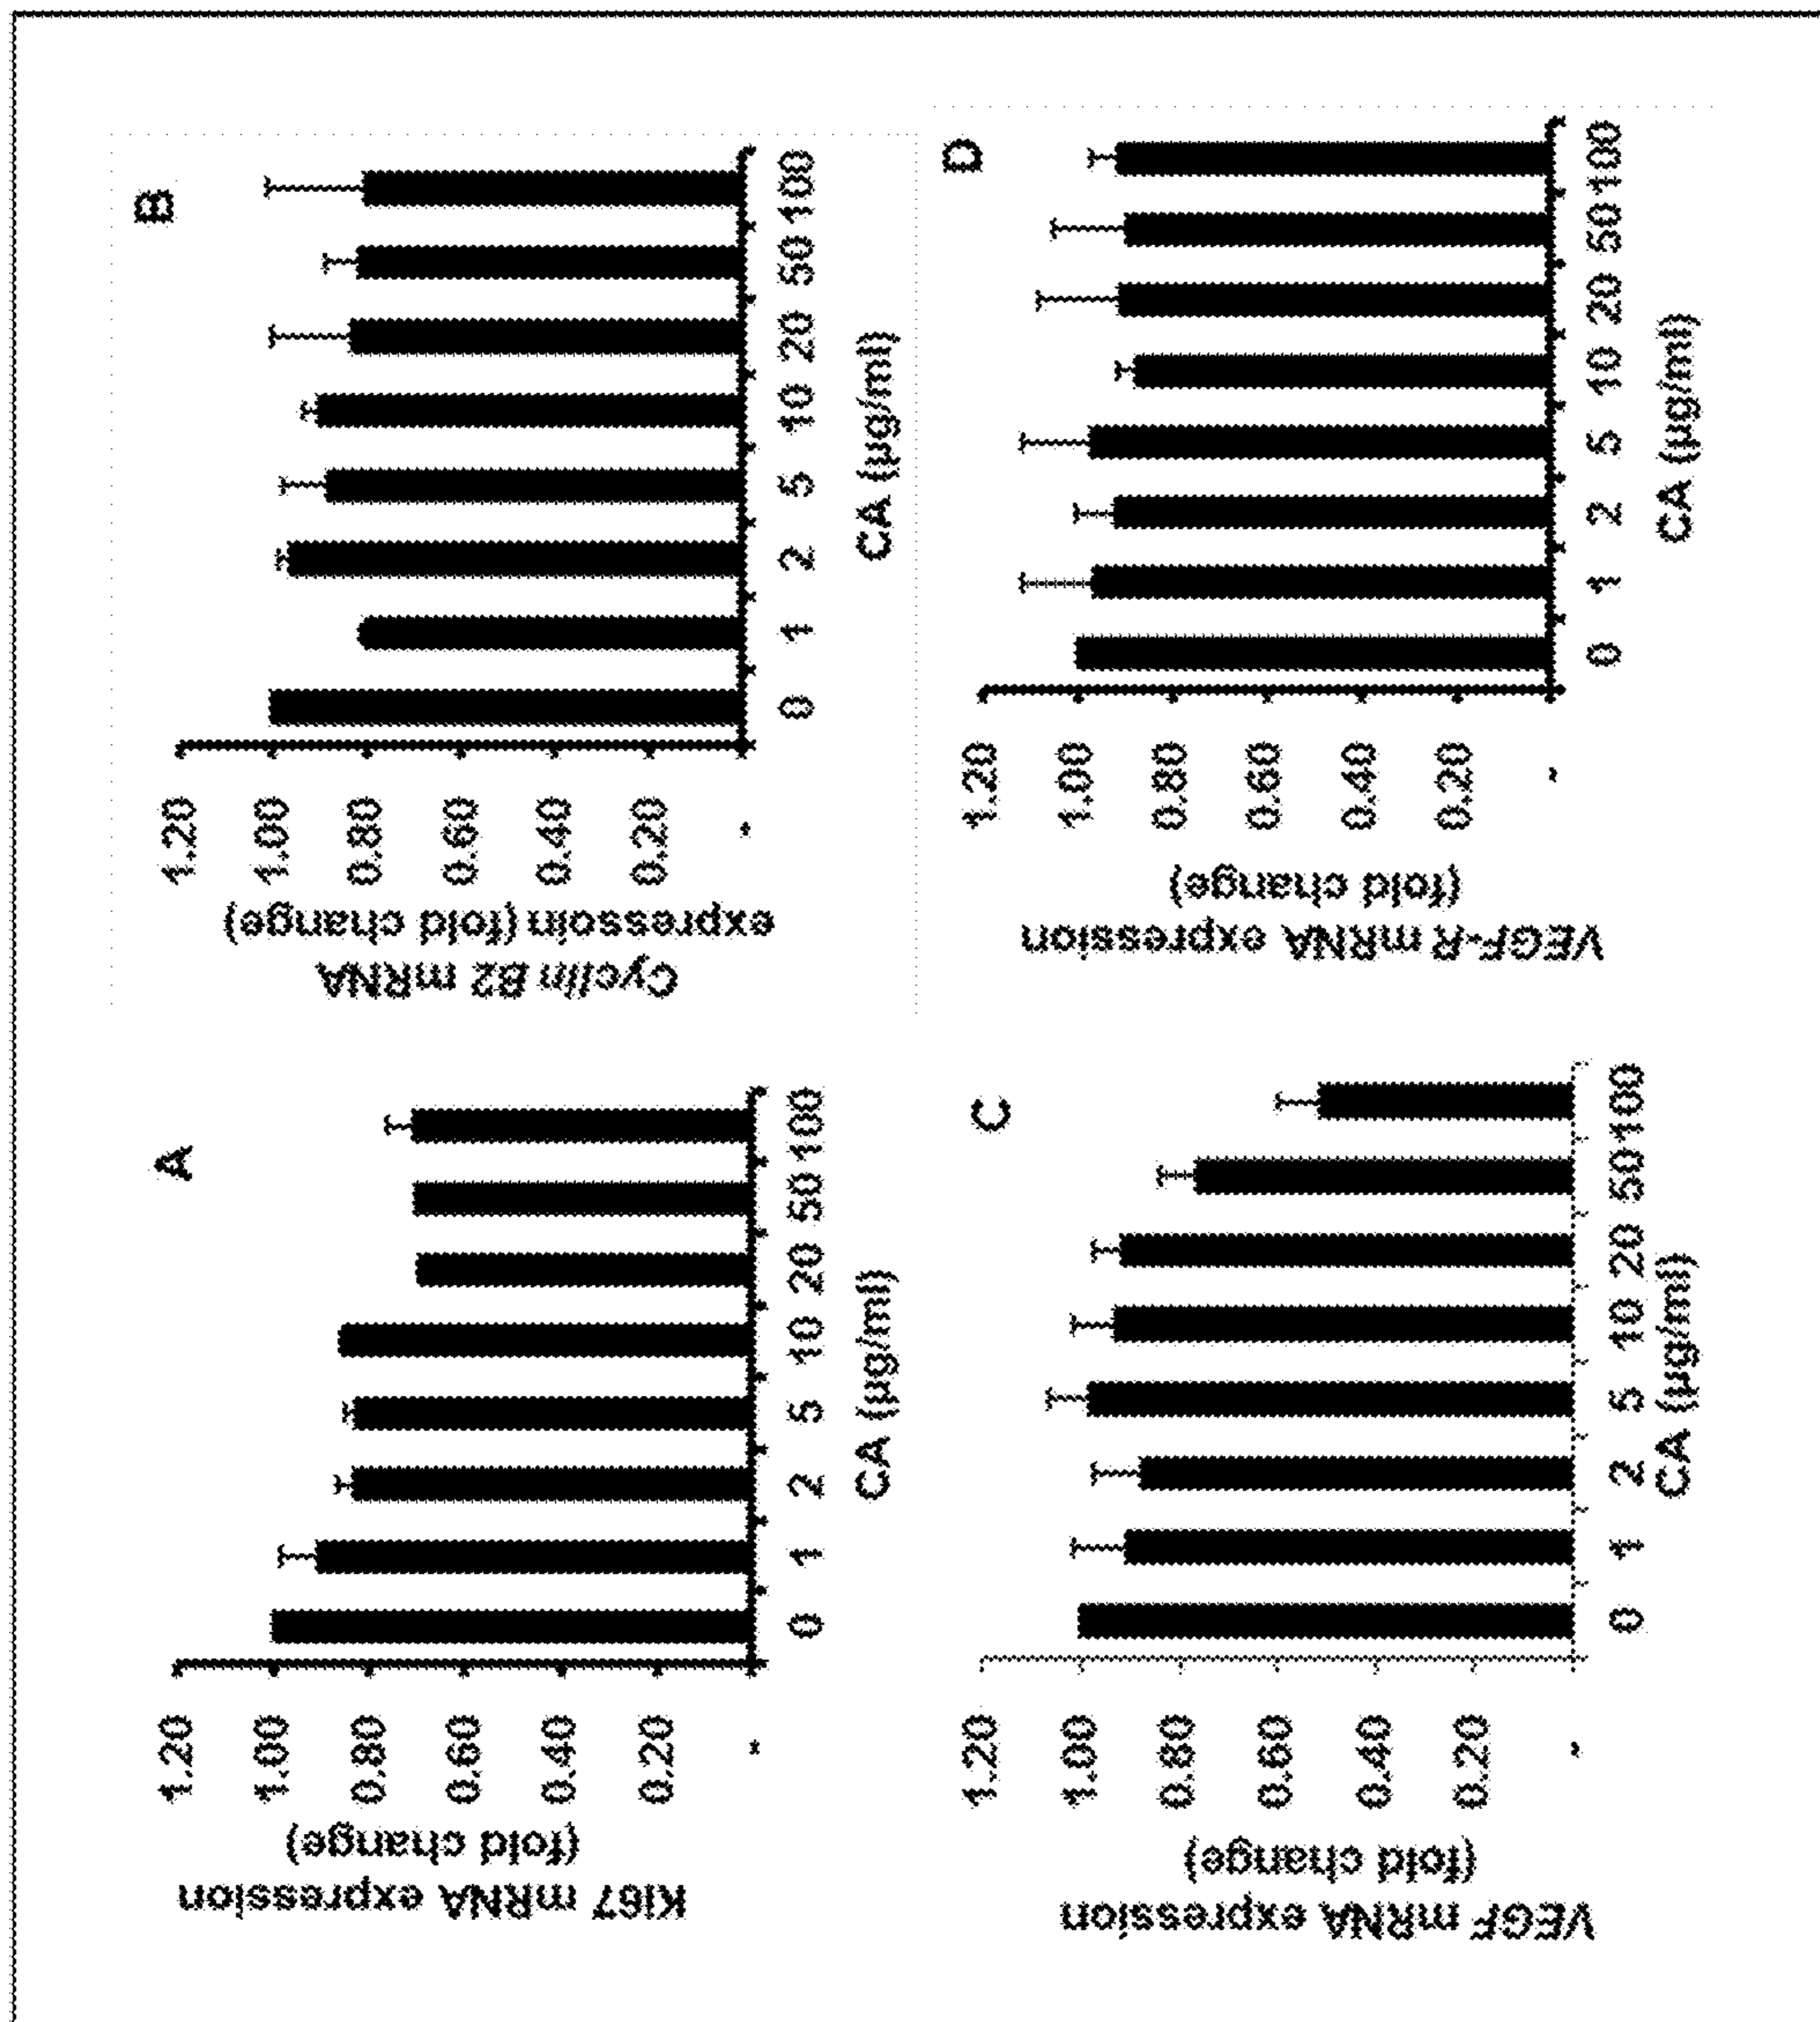 A
Ki67 mRNA expression
(fold change)
1.20
1.00
0.80
0.60
0.40
0.20
-
0 1 2 5 10 20 50 100
CA (µg/ml)
B
Cyclin B2 mRNA
expressoin (fold change)
1.20
1.00
0.80
0.60
0.40
0.20
-
0 1 2 5 10 20 50 100
CA (µg/ml)
C
VEGF mRNA expression
(fold change)
1.20
1.00
0.80
0.60
0.40
0.20
-
0 1 2 5 10 20 50 100
CA (µg/ml)
D
VEGF-R mRNA expression
(fold change)
1.20
1.00
0.80
0.60
0.40
0.20
-
0 1 2 5 10 20 50 100
CA (µg/ml)